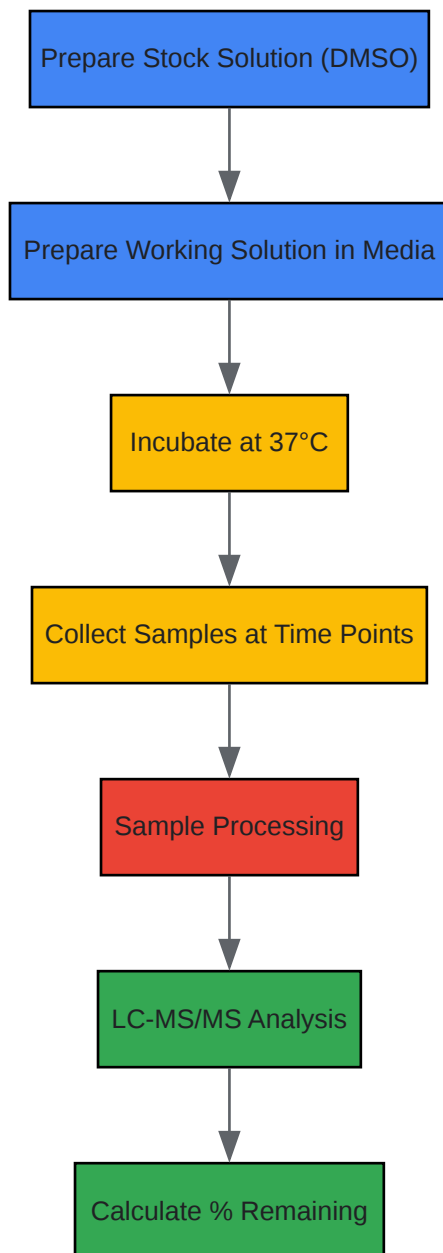 Prepare Stock Solution (DMSO)
Prepare Working Solution in Media
Incubate at 37°C
Collect Samples at Time Points
Sample Processing
LC-MS/MS Analysis
Calculate % Remaining